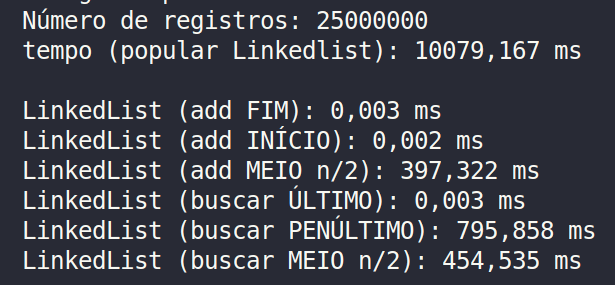 Número de registros: 25000000
tempo (popular Linkedlist): 10079,167 ms
LinkedList (add FIM): 0,003 ms
LinkedList (add INÍCIO): 0,002 ms
LinkedList (add MEIO n/2): 397,322 ms
LinkedList (buscar ÚLTIMO): 0,003 ms
LinkedList (buscar PENÚLTIMO): 795,858 ms
LinkedList (buscar MEIO n/2): 454,535 ms